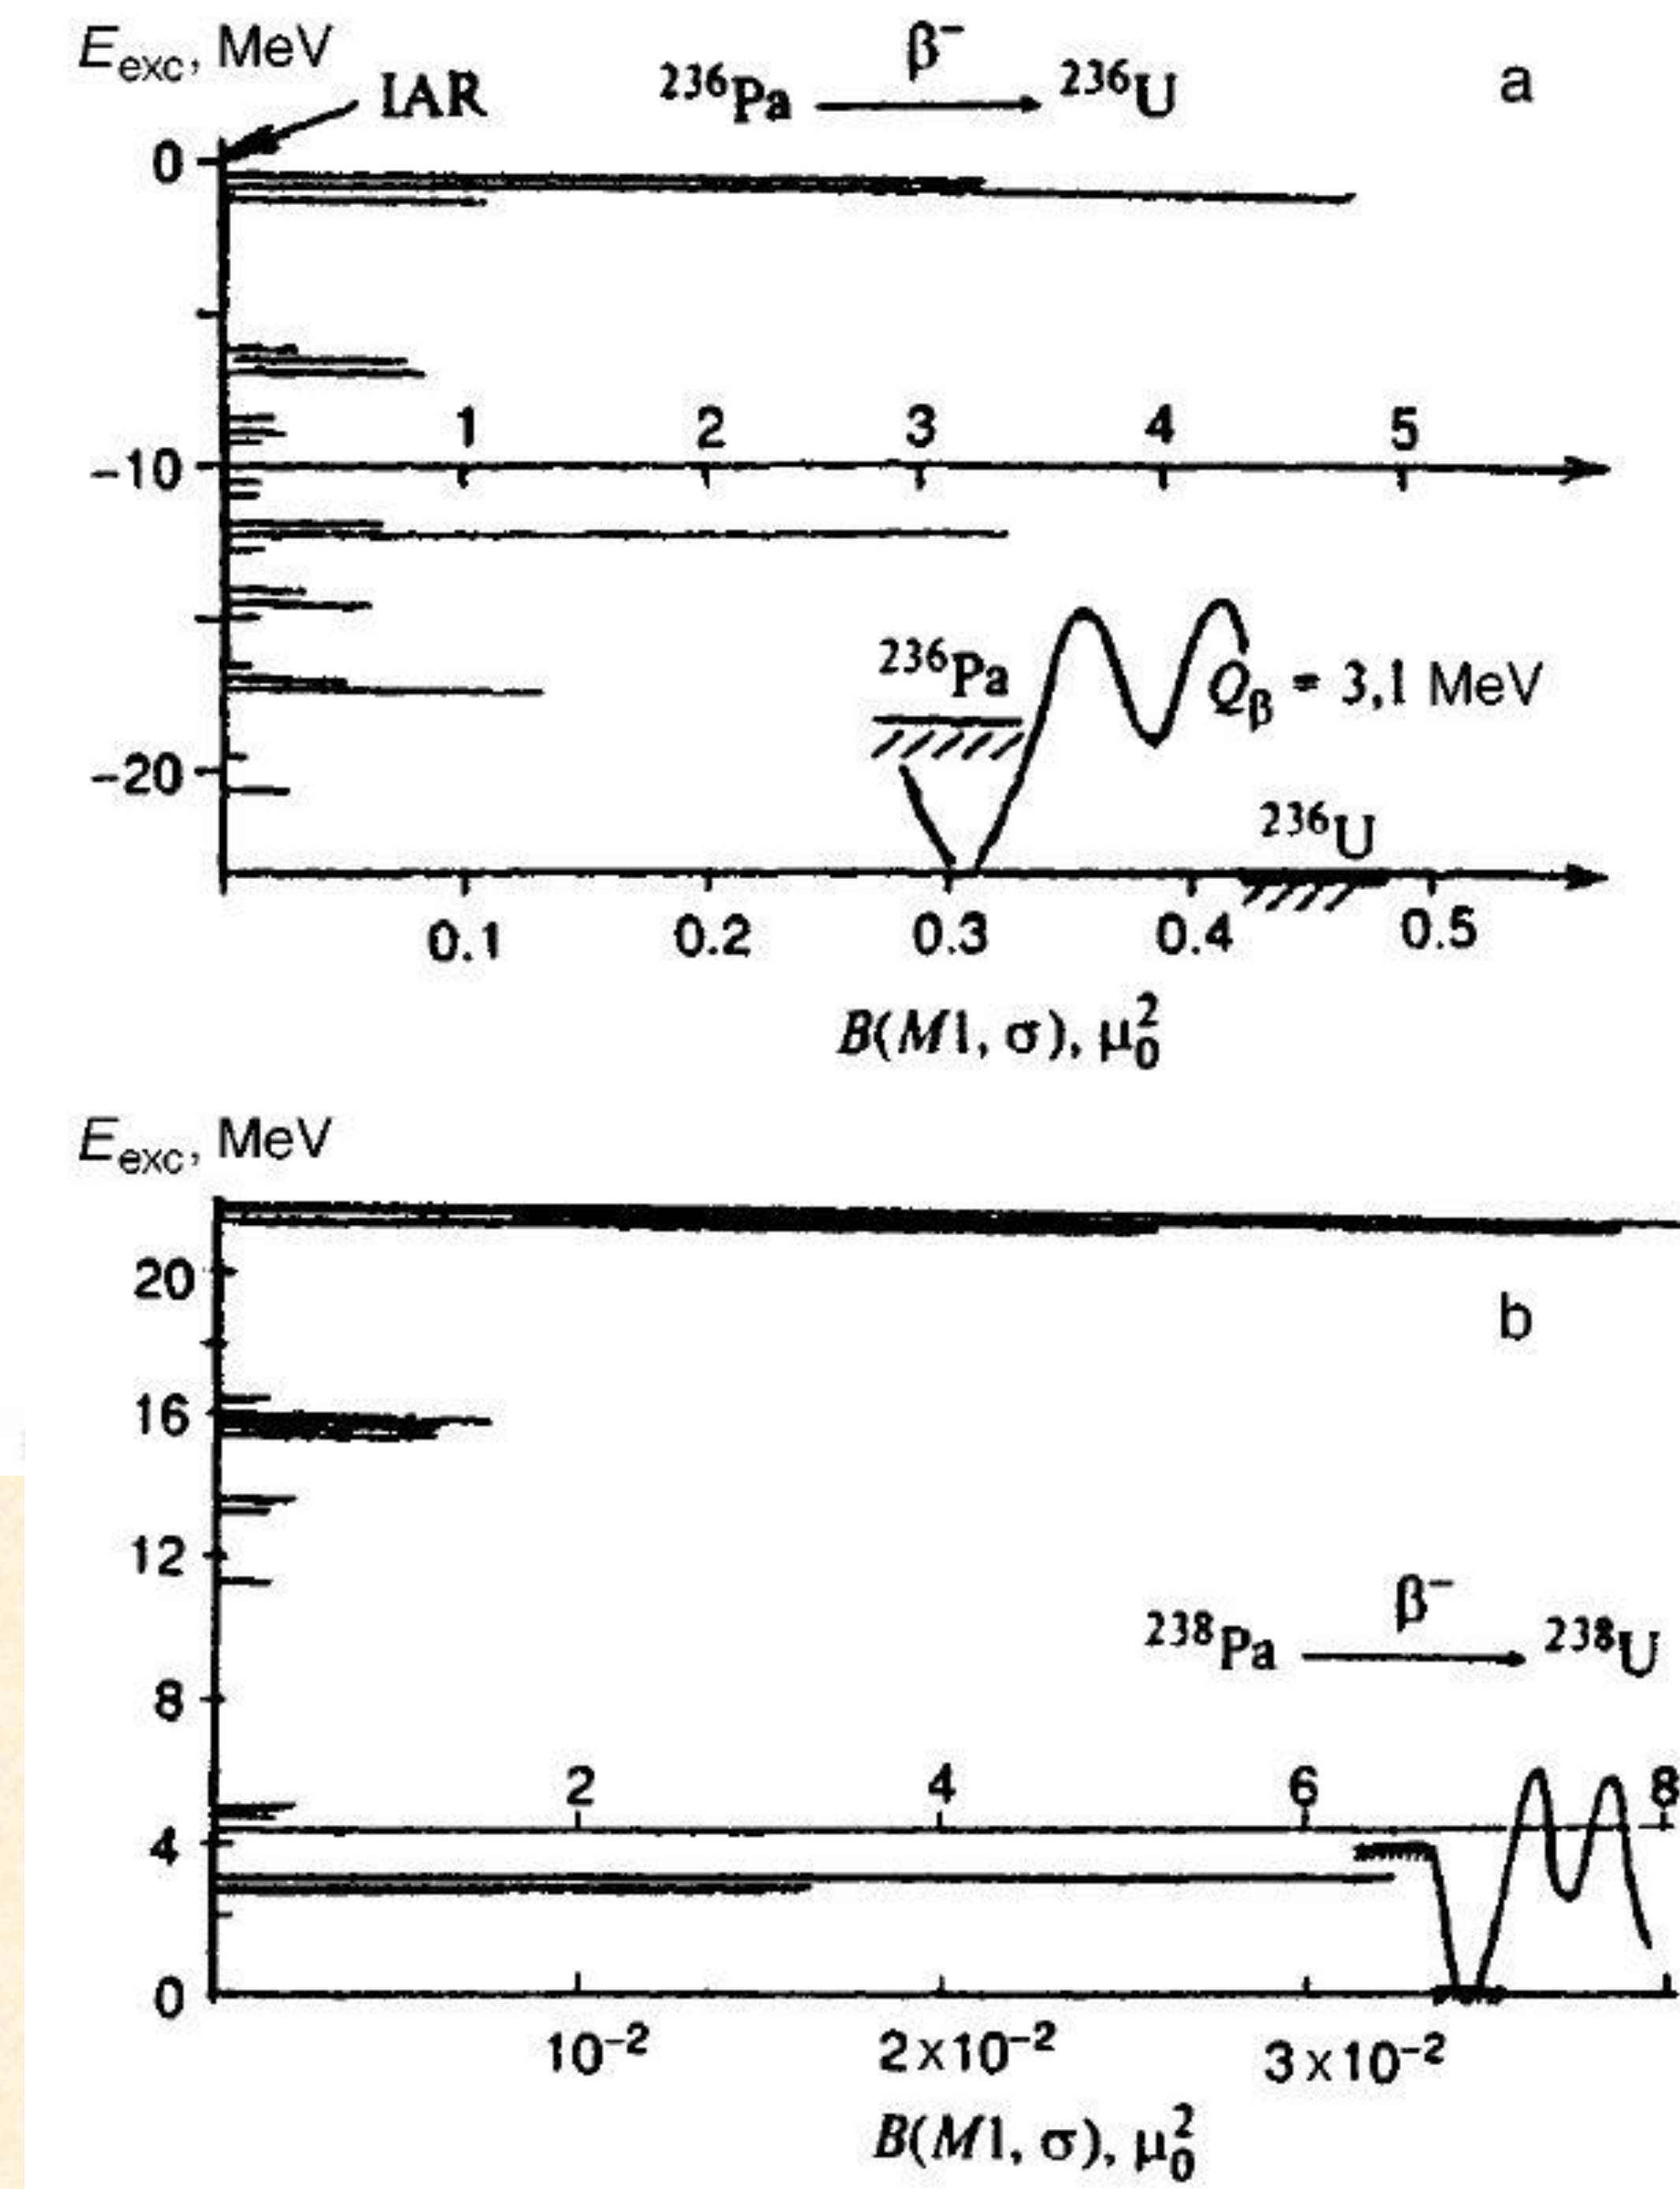 E_exc, MeV
IAR
²³⁶Pa β⁻ ²³⁶U
a
0
1 2 3 4 5
−10
²³⁶Pa
Q_β = 3,1 MeV
−20
²³⁶U
0.1 0.2 0.3 0.4 0.5
B(M1, σ), μ₀²
E_exc, MeV
20
b
16
12
β⁻
²³⁸Pa ²³⁸U
8
2 4 6 8
4
0
10⁻² 2×10⁻² 3×10⁻²
B(M1, σ), μ₀²